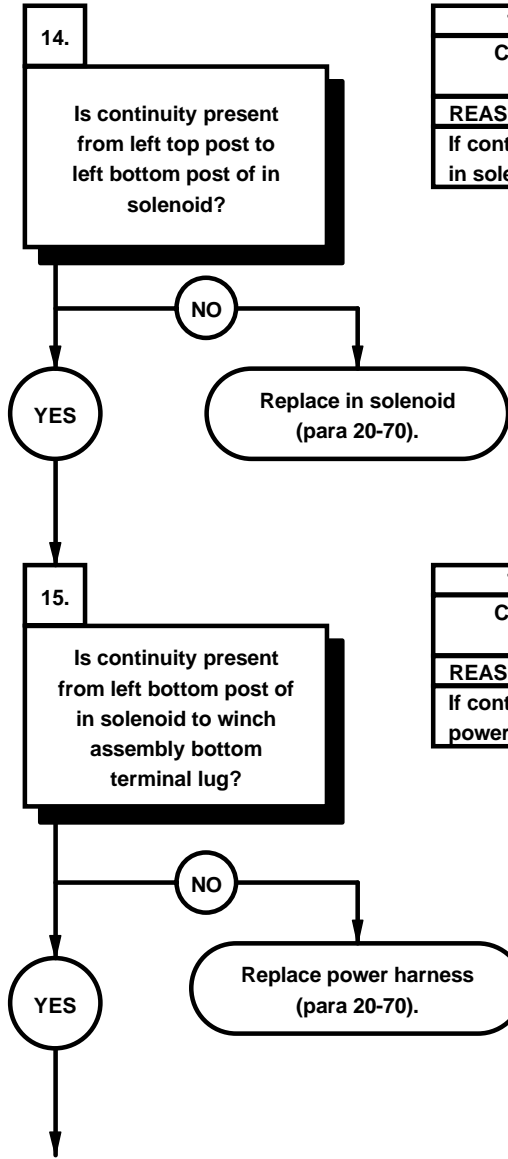 14.
Is continuity present
from left top post to
left bottom post of in
solenoid?
C
REAS
If cont
in sole
NO
YES
Replace in solenoid
(para 20-70).
15.
Is continuity present
from left bottom post of
in solenoid to winch
assembly bottom
terminal lug?
C
REAS
If cont
power
NO
YES
Replace power harness
(para 20-70).